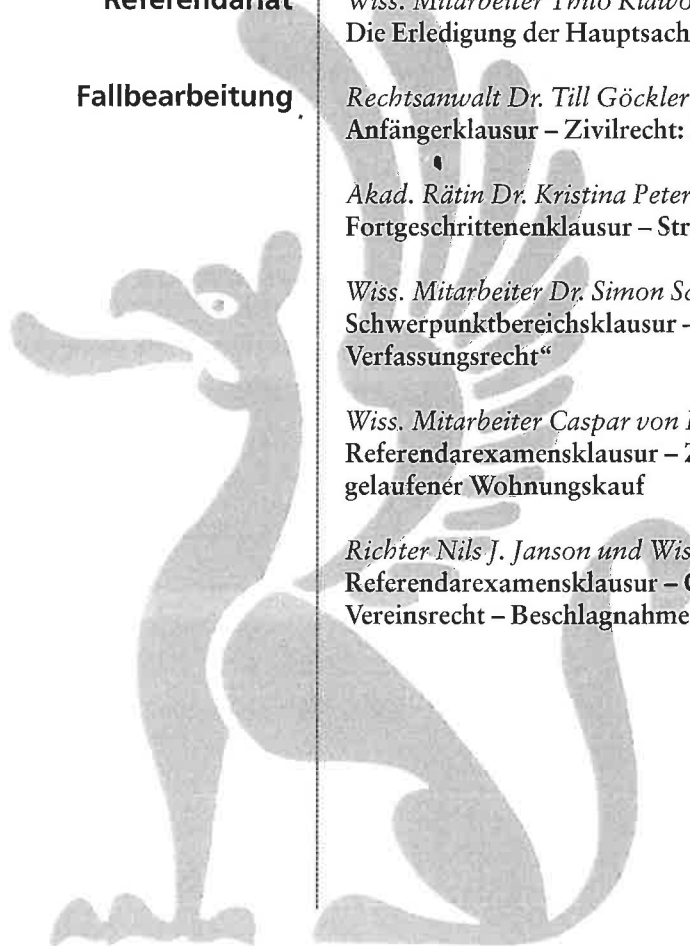 Referendariat
Wiss. Mitarbeiter Thilo
Die Erledigung der Hauptsach
Fallbearbeitung
Rechtsanwalt Dr. Till Göckler
Anfängerklausur – Zivilrecht:
Akad. Rätin Dr. Kristina Peter
Fortgeschrittenenklausur – Str
Wiss. Mitarbeiter Dr. Simon
Schwerpunktbereichsklausur –
Verfassungsrecht“
Wiss. Mitarbeiter Caspar von
Referendarexamensklausur –
gelaufener Wohnungskauf
Richter Nils J. Janson und Wis
Referendarexamensklausur –
Vereinsrecht – Beschlagnahme